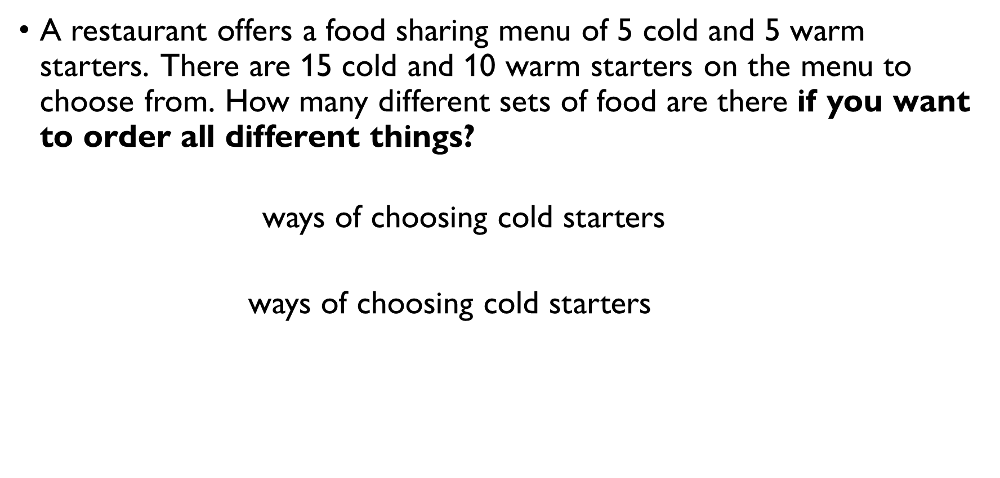 • A restaurant offers a food sharing menu of 5 cold and 5 warm
starters. There are 15 cold and 10 warm starters on the menu to
choose from. How many different sets of food are there if you want
to order all different things?
ways of choosing cold starters
ways of choosing cold starters